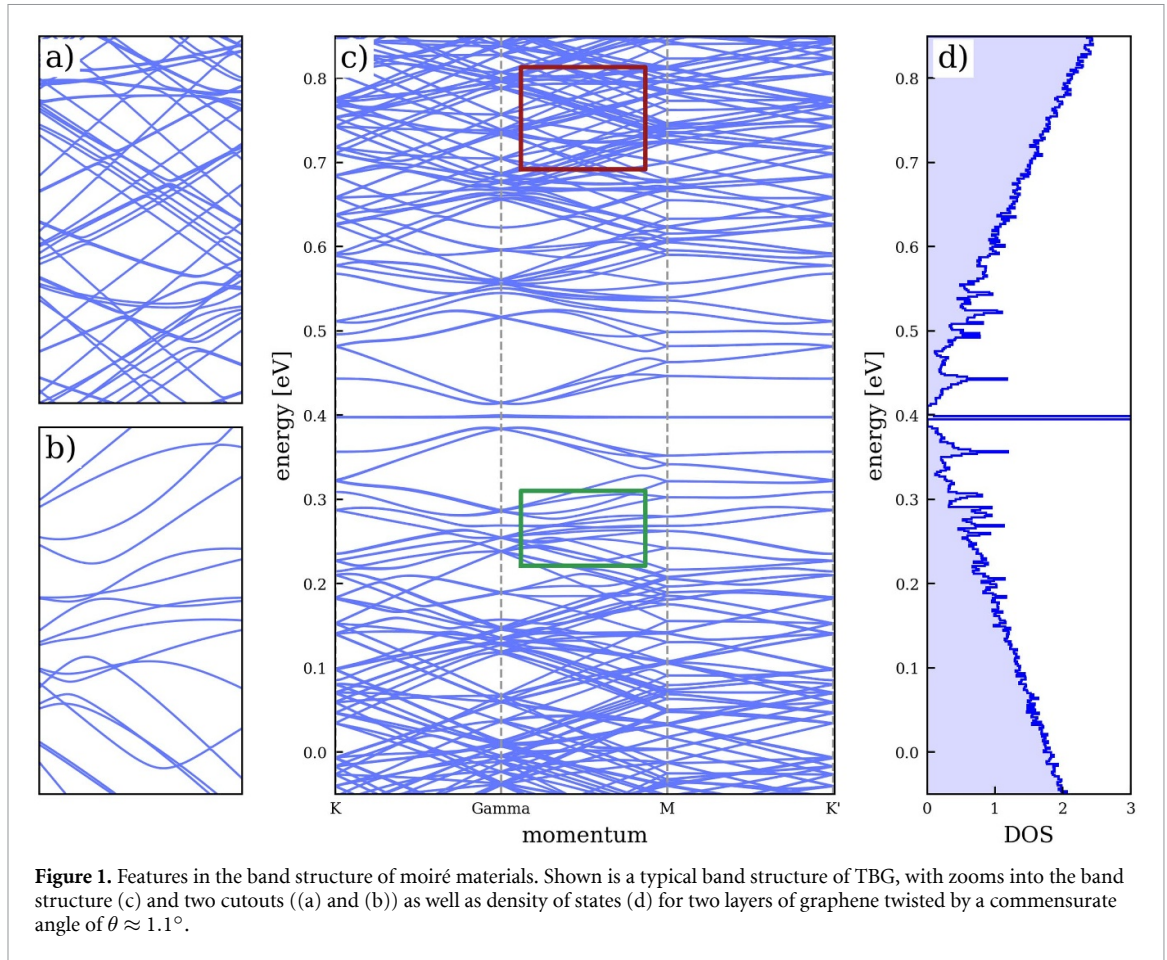 a)
b)
c)
energy [eV]
0.8
0.7
0.6
0.5
0.4
0.3
0.2
0.1
0.0
K
Gamma
M
K'
momentum
d)
energy [eV]
0.8
0.7
0.6
0.5
0.4
0.3
0.2
0.1
0.0
0
1
2
3
DOS
Figure 1. Features in the band structure of moiré materials. Shown is a typical band structure of TBG, with zooms into the band
structure (c) and two cutouts ((a) and (b)) as well as density of states (d) for two layers of graphene twisted by a commensurate
angle of θ ≈ 1.1°.